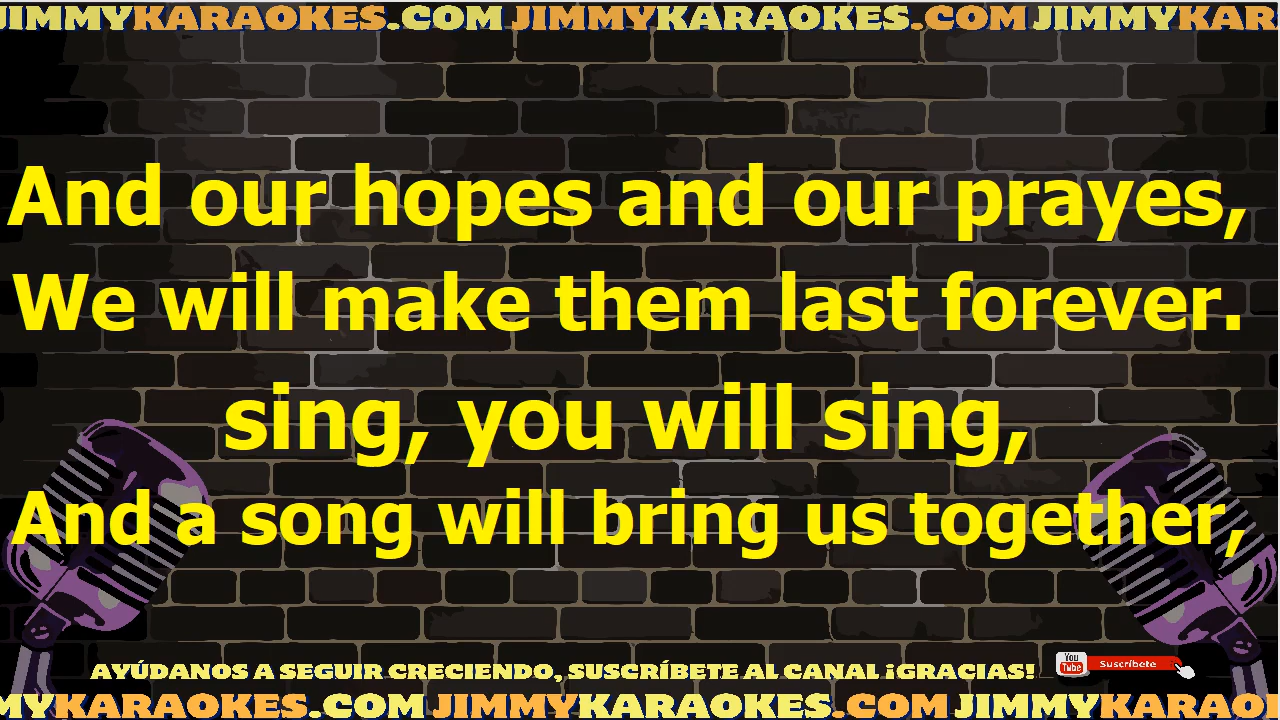 JIMMYKARAOKES.COM JIMMYKARAOKES.COM JIMMYKAR
And our hopes and our prayes,
We will make them last forever.
sing, you will sing,
And a song will bring us together,
AYÚDANOS A SEGUIR CRECIENDO, SUSCRÍBETE AL CANAL ¡GRACIAS!
You Tube Suscríbete
MYKARAOKES.COM JIMMYKARAOKES.COM JIMMYKARAOK